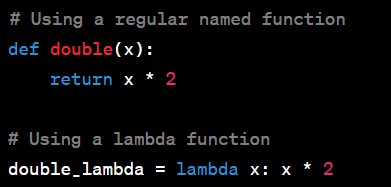 # Using a regular named function
def double(x):
    return x * 2
# Using a lambda function
double_lambda = lambda x: x * 2